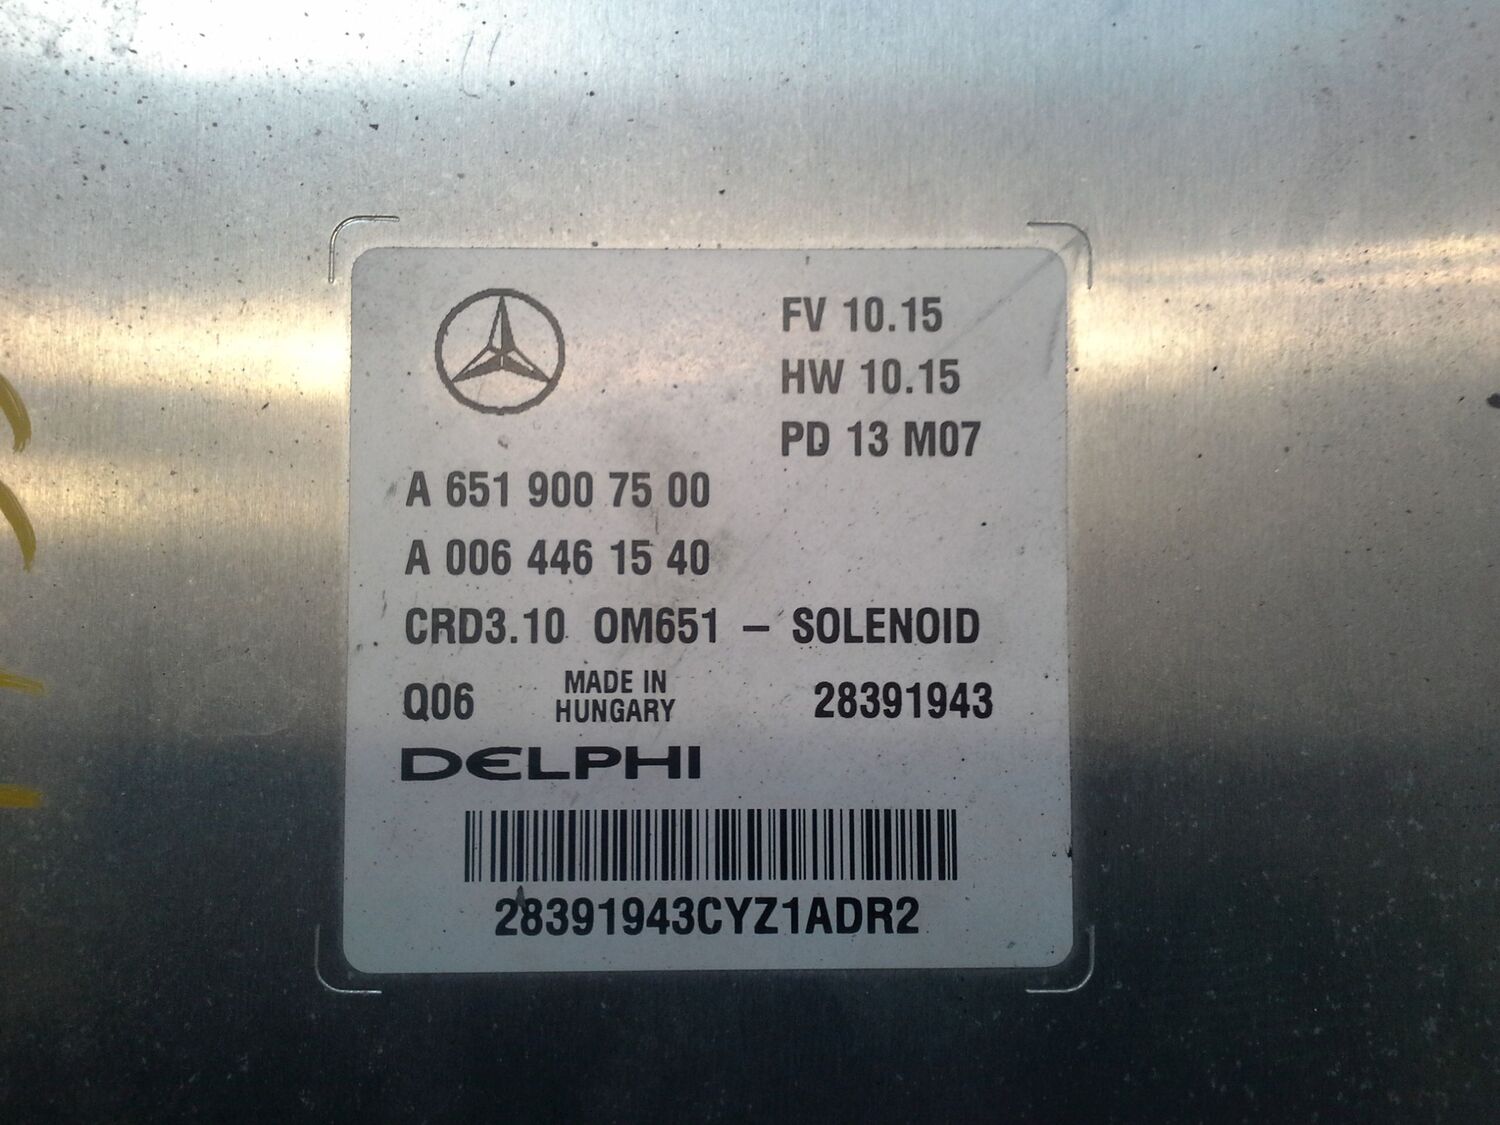 FV 10.15
HW 10.15
PD 13 M07
A 651 900 75 00
A 006 446 15 40
CRD3.10 OM651 – SOLENOID
Q06 MADE IN HUNGARY 28391943
DELPHI
28391943CYZ1ADR2